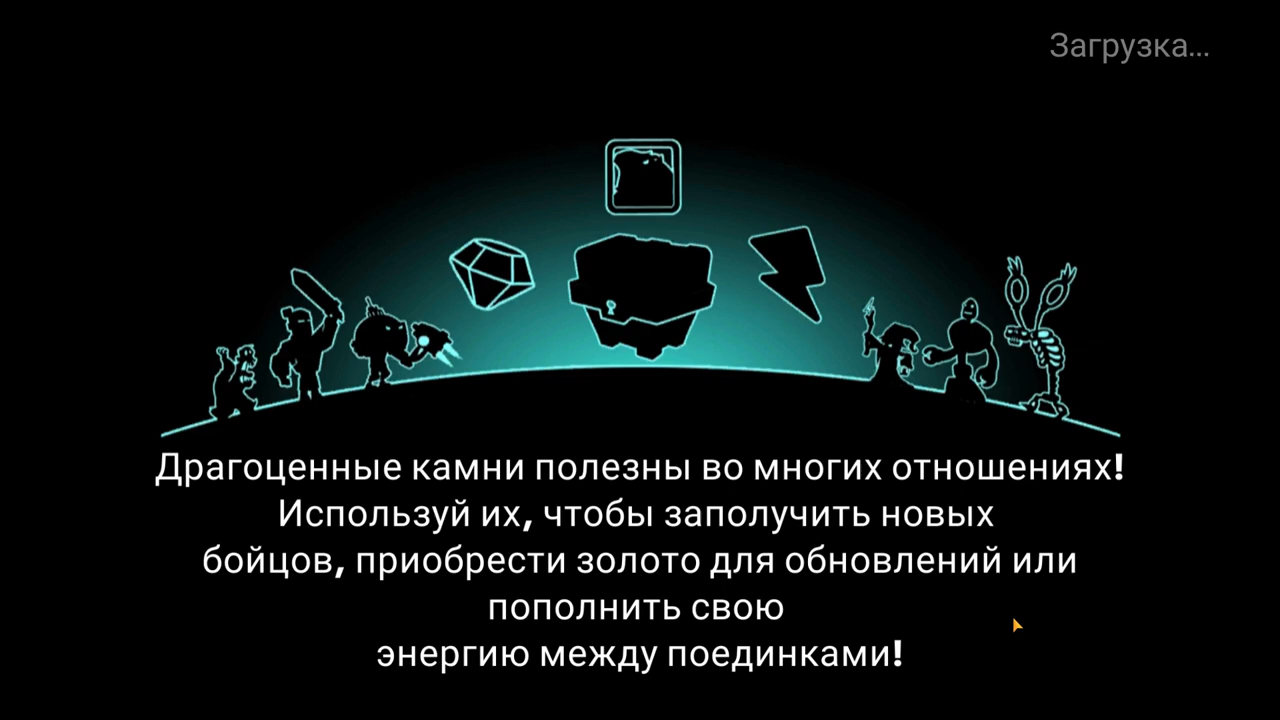 Загрузка...
Драгоценные камни полезны во многих отношениях!
Используй их, чтобы заполучить новых
бойцов, приобрести золото для обновлений или
пополнить свою
энергию между поединками!